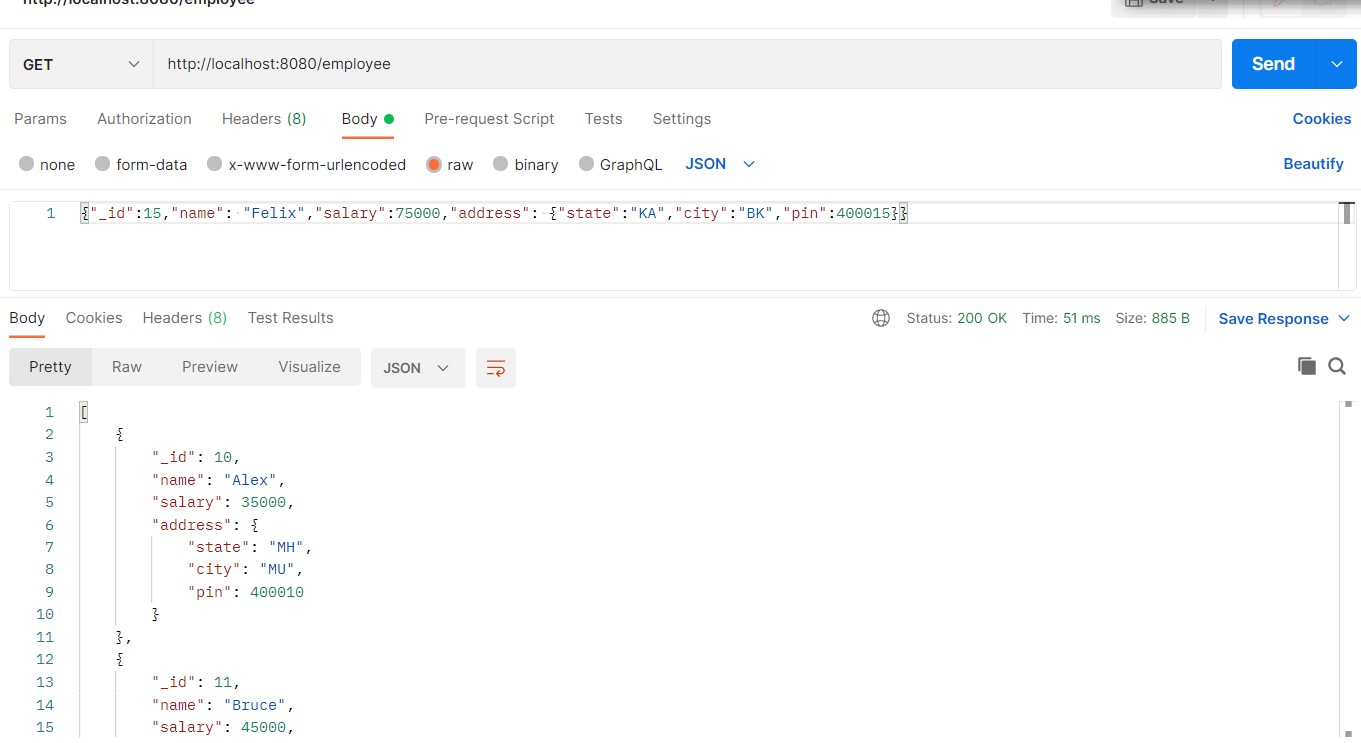 http://localhost:8080/employee Save
GET http://localhost:8080/employee Send
Params Authorization Headers (8) Body Pre-request Script Tests Settings Cookies
none form-data x-www-form-urlencoded raw binary GraphQL JSON Beautify
1 {"_id":15,"name": "Felix","salary":75000,"address": {"state":"KA","city":"BK","pin":400015}}
Body Cookies Headers (8) Test Results Status: 200 OK Time: 51 ms Size: 885 B Save Response
Pretty Raw Preview Visualize JSON
1 [
2 {
3 "_id": 10,
4 "name": "Alex",
5 "salary": 35000,
6 "address": {
7 "state": "MH",
8 "city": "MU",
9 "pin": 400010
10 }
11 },
12 {
13 "_id": 11,
14 "name": "Bruce",
15 "salary": 45000,